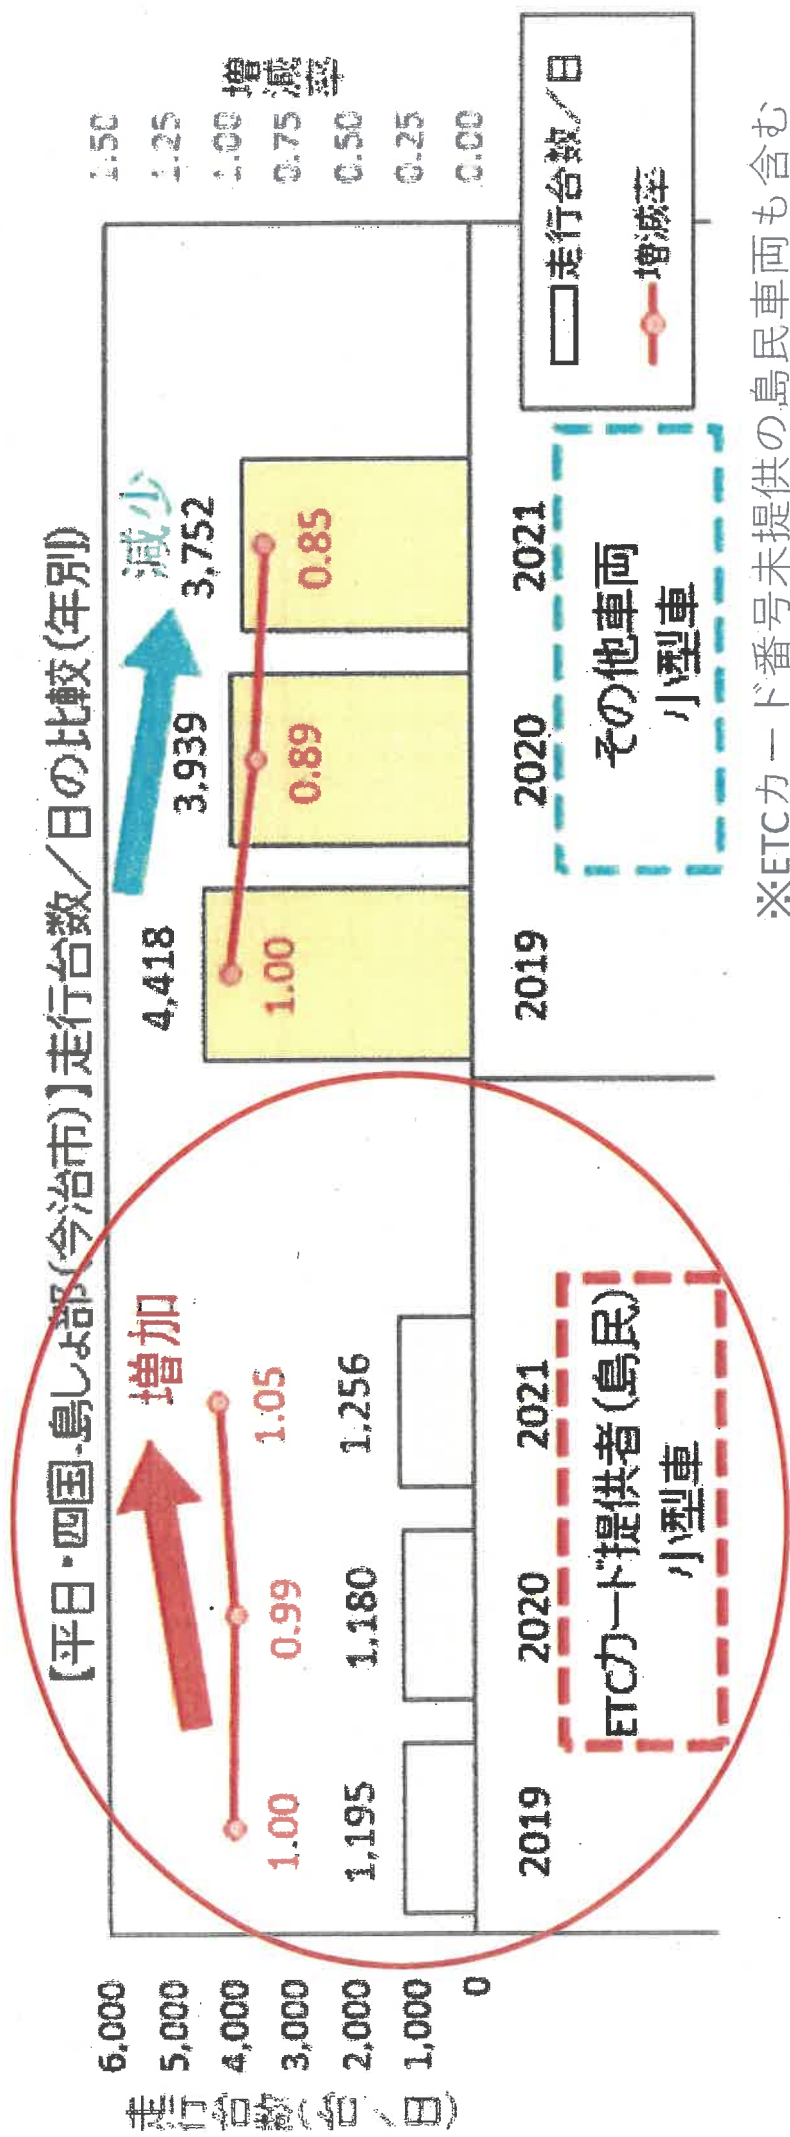 【平日・四国-島しょ部(今治市)】走行台数/日の比較(年別)
走行台数(台/日)
6,000
5,000
4,000
3,000
2,000
1,000
0
増加
1.00
0.99
1.05
1,195
1,180
1,256
2019
2020
2021
ETCカード提供者(島民)
小型車
減少
4,418
3,939
3,752
1.00
0.89
0.85
2019
2020
2021
その他車両
小型車
増減率
1.50
1.25
1.00
0.75
0.50
0.25
0.00
走行台数/日
増減率
※ETCカード番号未提供の島民車両も含む